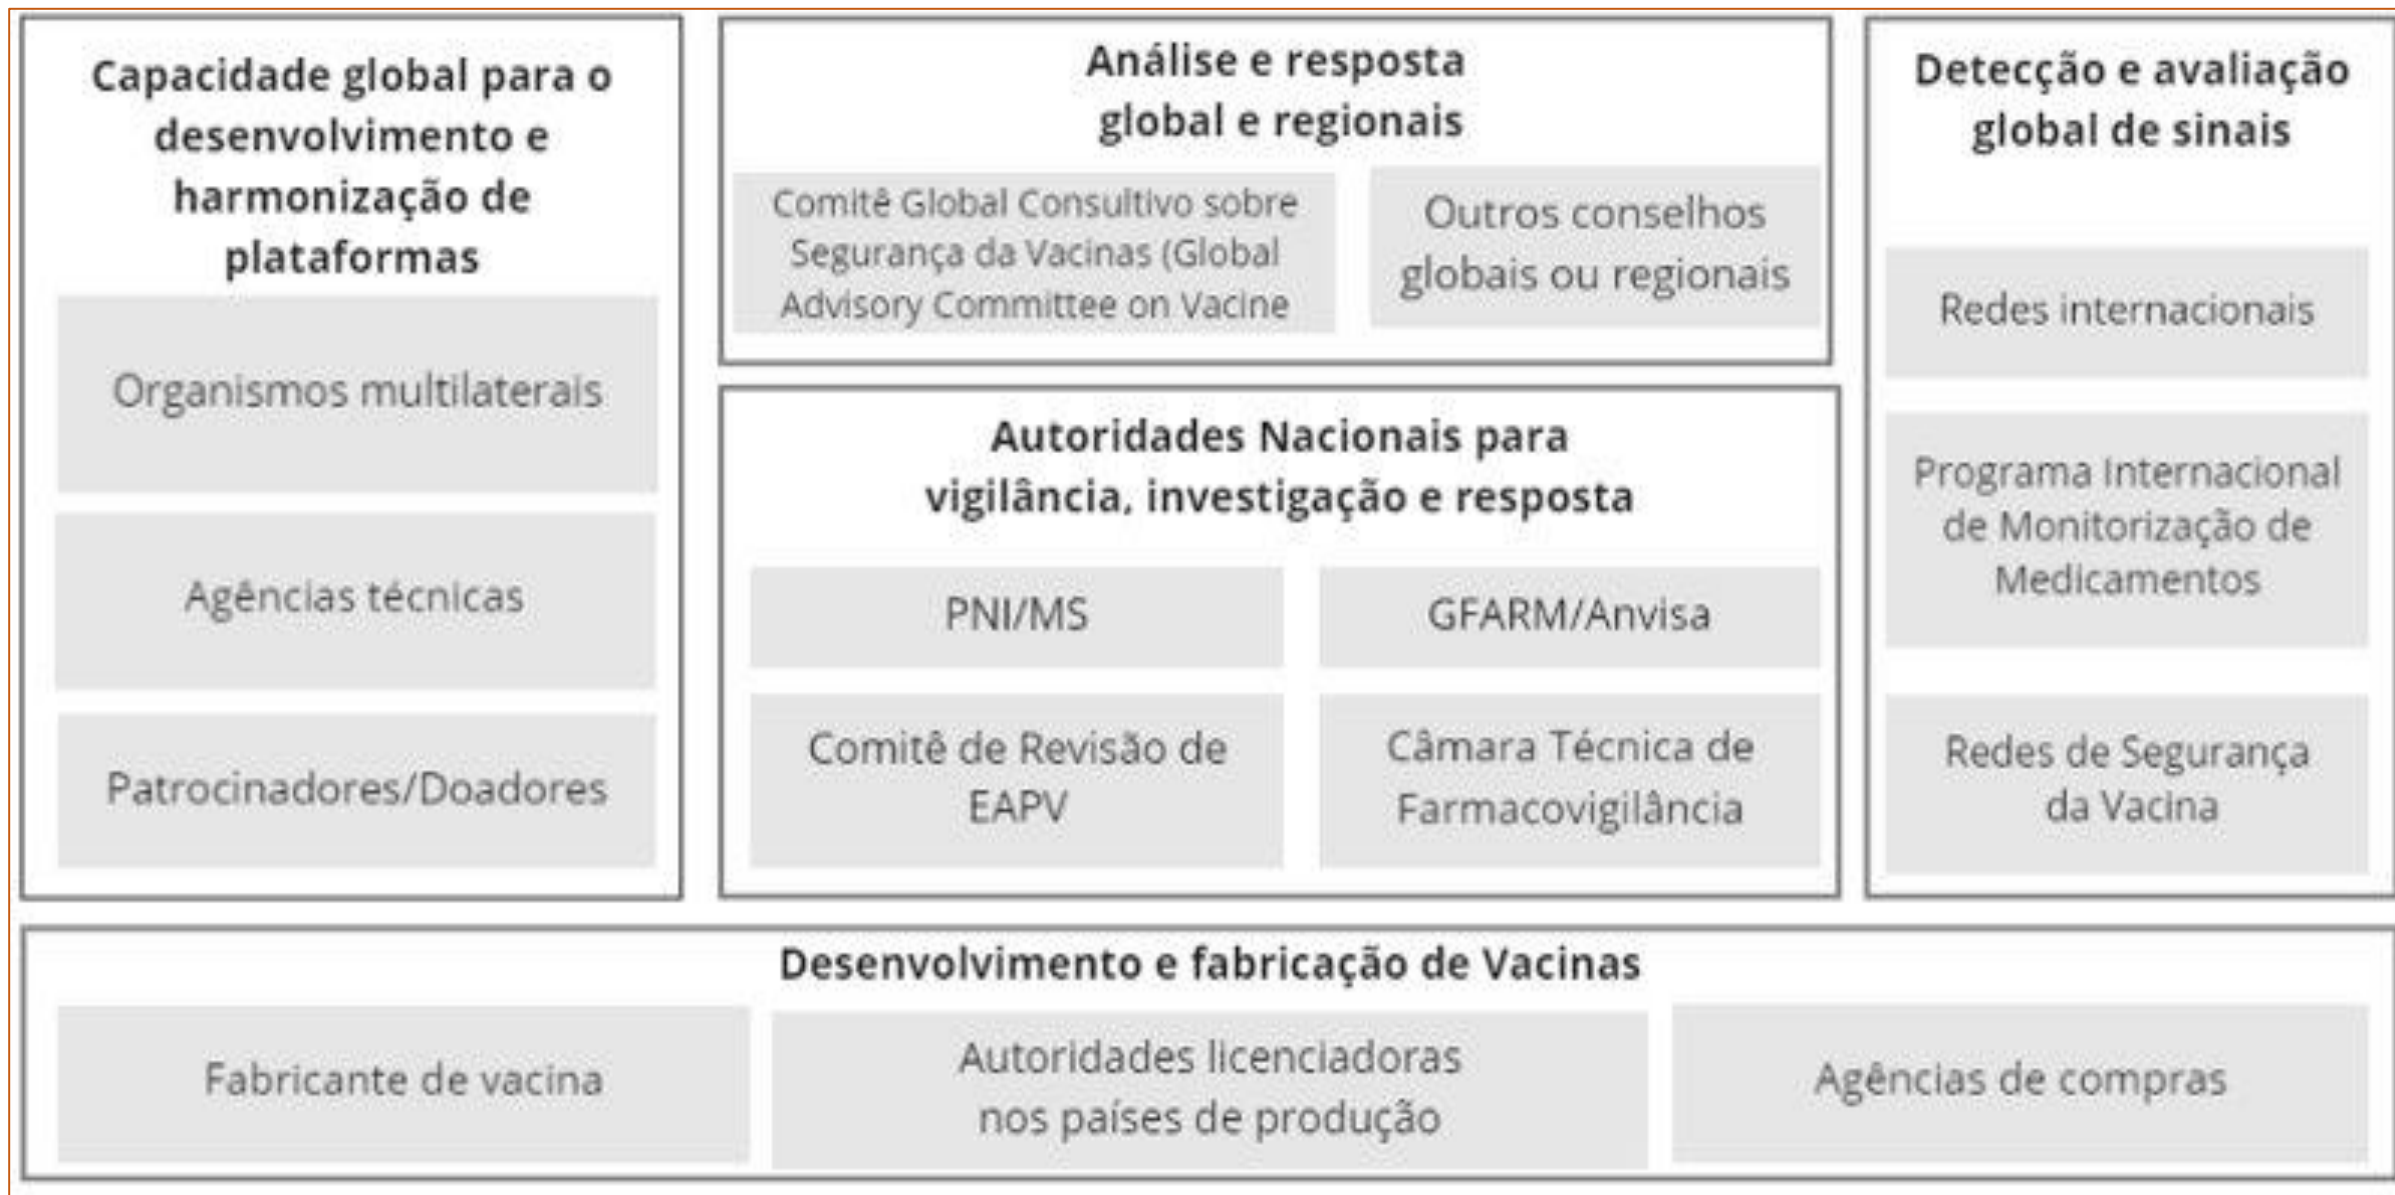 Capacidade global para o
desenvolvimento e
harmonização de
plataformas
Organismos multilaterais
Agências técnicas
Patrocinadores/Doadores
Análise e resposta
global e regionais
Comitê Global Consultivo sobre
Segurança da Vacinas (Global
Advisory Committee on Vacine
Outros conselhos
globais ou regionais
Autoridades Nacionais para
vigilância, investigação e resposta
PNI/MS
GFARM/Anvisa
Comitê de Revisão de
EAPV
Câmara Técnica de
Farmacovigilância
Detecção e avaliação
global de sinais
Redes internacionais
Programa Internacional
de Monitorização de
Medicamentos
Redes de Segurança
da Vacina
Desenvolvimento e fabricação de Vacinas
Fabricante de vacina
Autoridades licenciadoras
nos países de produção
Agências de compras